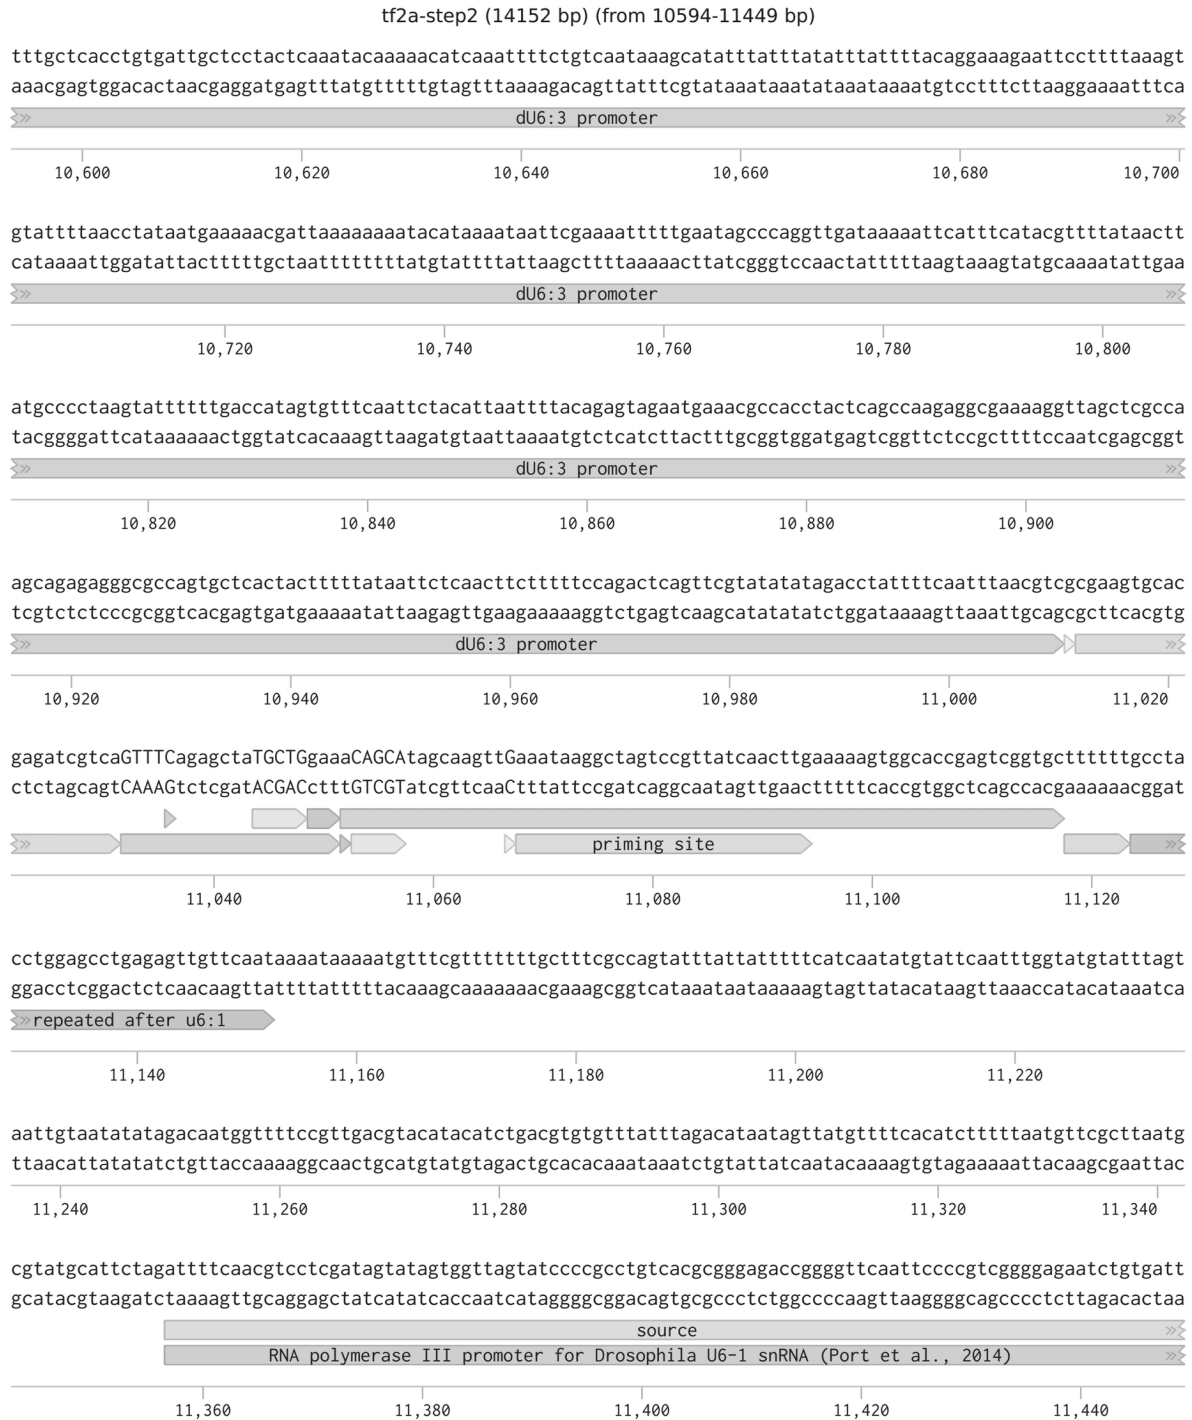 tf2a-step2 (14152 bp) (from 10594-11449 bp)
tttgctcacctgtgattgctcctactcaaatacaaaaacatcaaattttctgtcaataaagcatatttatttatatttattttacaggaaagaattccttttaaagt
aaacgagtggacactaacgaggatgagtttatgtttttgtagtttaaaagacagttatttcgtataaataaatataaataaaatgtcctttcttaaggaaaatttca
dU6:3 promoter
10,600 10,620 10,640 10,660 10,680 10,700
gtattttaacctataatgaaaaacgattaaaaaaaatacataaaataattcgaaaatttttgaatagcccaggttgataaaaattcatttcatacgttttataactt
cataaaattggatattactttttgctaatttttttttatgtattttattaagcttttaaaaacttatcgggtccaactatttttaagtaaagtatgcaaaatattgaa
dU6:3 promoter
10,720 10,740 10,760 10,780 10,800
atgcccctaagtattttttgaccatagtgtttcaattctacattaattttacagagtagaatgaaacgccacctactcagccaagaggcgaaaaggttagctcgcca
tacggggattcataaaaaactggtatcacaaagttaagatgtaattaaaatgtctcatcttactttgcggtggatgagtcggttctccgcttttccaatcgagcggt
dU6:3 promoter
10,820 10,840 10,860 10,880 10,900
agcagagagggcgccagtgctcactactttttataattctcaacttctttttccagactcagttcgtatatatagacctattttcaatttaacgtcgcgaagtgcac
tcgtctctcccgcggtcacgagtgatgaaaaatattaagagttgaagaaaaaggtctgagtcaagcatatatatctggataaaagttaaattgcagcgcttcacgtg
dU6:3 promoter
10,920 10,940 10,960 10,980 11,000 11,020
gagatcgtcaGTTTCagagctaTGCTGgaaaCAGCAtagcaagttGaaataaggctagtccgttatcaacttgaaaaagtggcaccgagtcggtgcttttttgccta
ctctagcagtCAAAGtctcgatACGACctttGTCGTatcgttcaaCtttattccgatcaggcaatagttgaactttttcaccgtggctcagccacgaaaaaacggat
priming site
11,040 11,060 11,080 11,100 11,120
cctggagcctgagagttgttcaataaaataaaaatgtttcgttttttttgctttcgccagtatttattatttttcatcaatatgtattcaatttggtatgtatttagt
ggacctcggactctcaacaagttattttatttttacaaagcaaaaaaacgaaagcggtcataaataataaaaagtagttatacataagttaaaccatacataaatca
repeated after u6:1
11,140 11,160 11,180 11,200 11,220
aattgtaatatatagacaatggttttccgttgacgtacatacatctgacgtgtgtttatttagacataatagttatgttttcacatctttttaatgttcgcttaatg
ttaacattatatatctgttaccaaaaggcaactgcatgtatgtagactgcacacaaataaatctgtattatcaatacaaaagtgtagaaaaattacaagcgaattac
11,240 11,260 11,280 11,300 11,320 11,340
cgtatgcattctagattttcaacgtcctcgatagtatagtggttagtatccccgcctgtcacgcgggagaccggggttcaattccccgtcggggagaatctgtgatt
gcatacgtaagatctaaaagttgcaggagctatcatatcaccaatcataggggcggacagtgcgccctctggccccaagttaaggggcagcccctcttagacactaa
source
RNA polymerase III promoter for Drosophila U6-1 snRNA (Port et al., 2014)
11,360 11,380 11,400 11,420 11,440